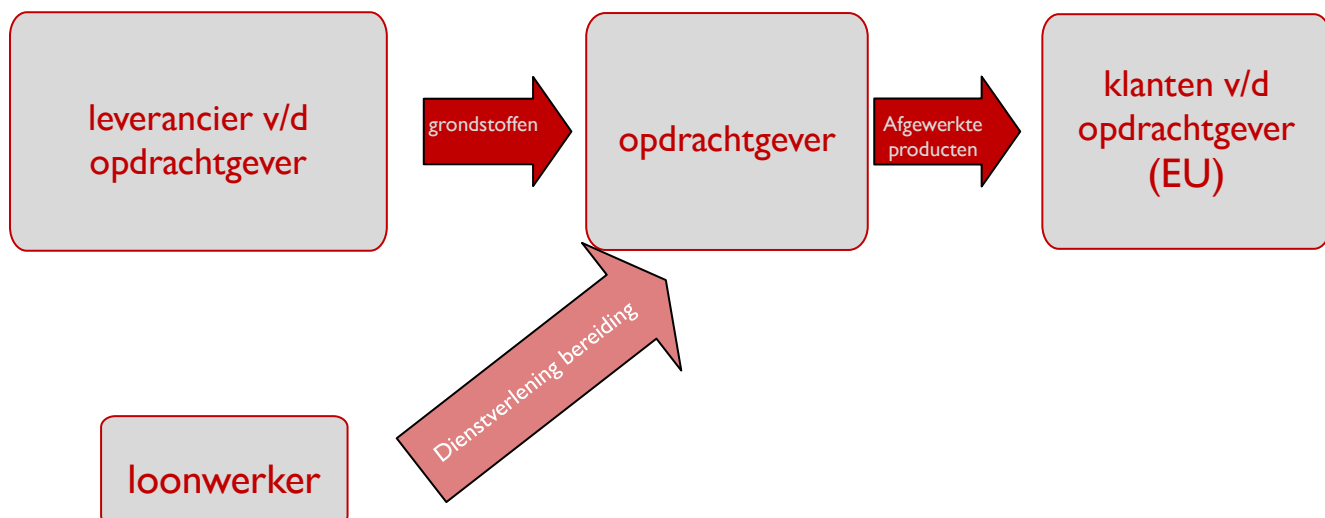 leverancier v/d
opdrachtgever
grondstoffen
opdrachtgever
Afgewerkte
producten
klanten v/d
opdrachtgever
(EU)
Dienstverlening bereiding
loonwerker